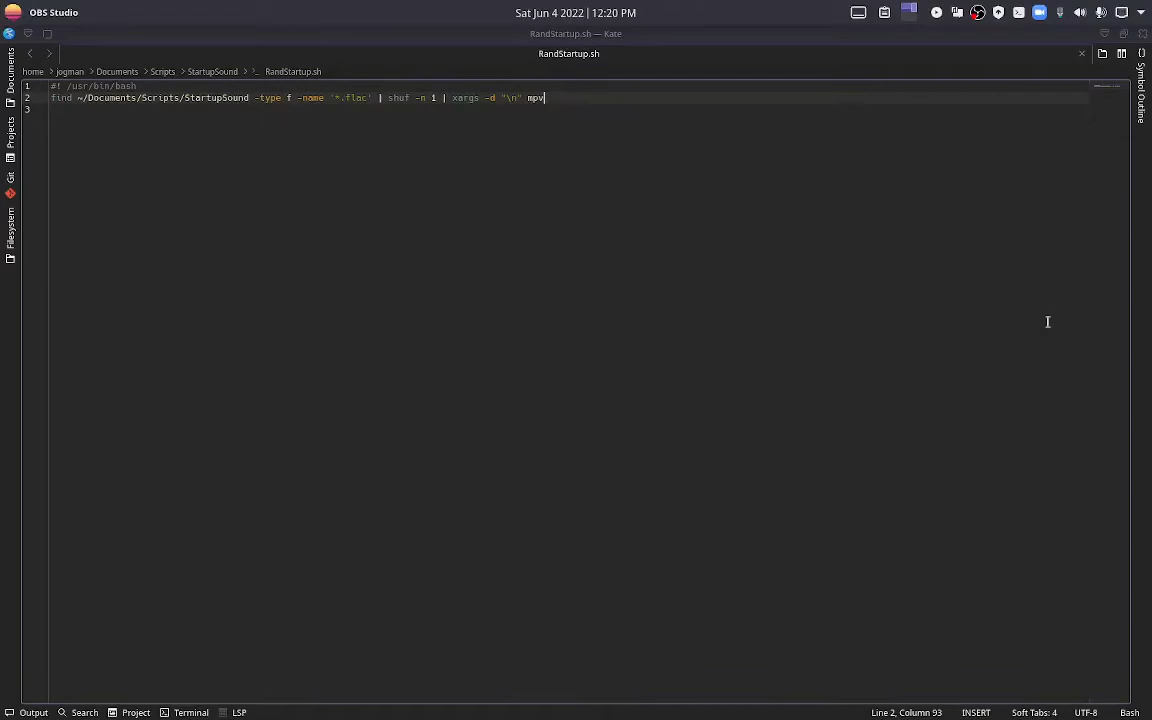 OBS Studio
Sat Jun 4 2022 | 12:20 PM
RandStartup.sh — Kate
RandStartup.sh
home > jogman > Documents > Scripts > StartupSound > RandStartup.sh
1 #! /usr/bin/bash
2 find ~/Documents/Scripts/StartupSound -type f -name '*.flac' | shuf -n 1 | xargs -d "\n" mpv
3
Documents
Projects
Git
Filesystem
Symbol Outline
Output Search Project Terminal LSP
Line 2, Column 93 INSERT Soft Tabs: 4 UTF-8 Bash